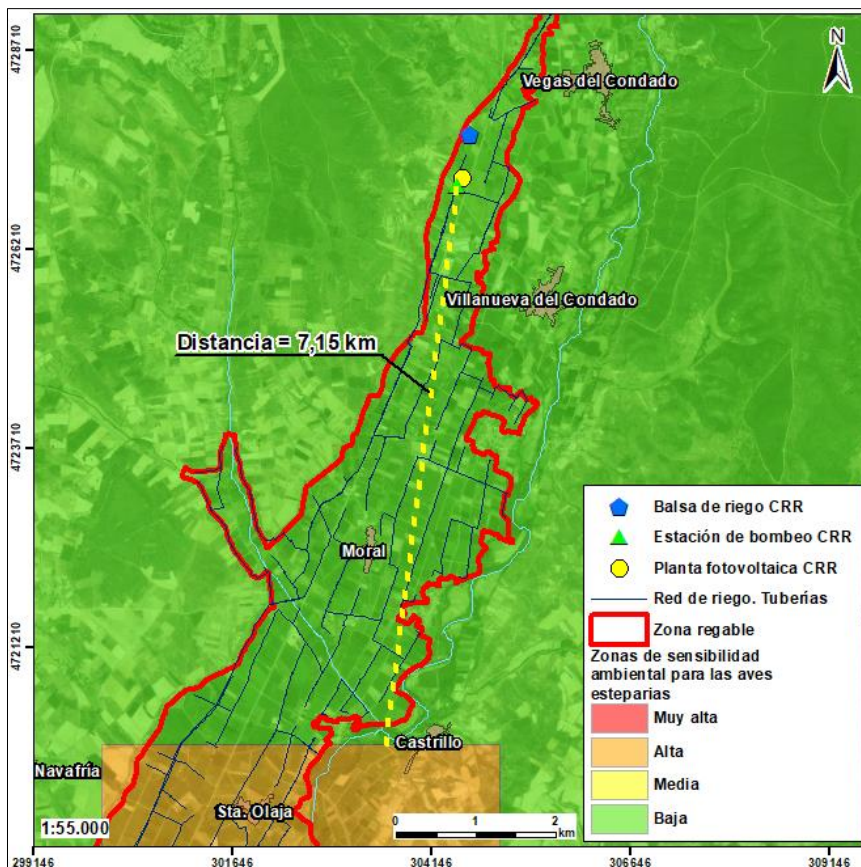 N
4728710
Vegas del Condado
4726210
Villanueva del Condado
Distancia = 7,15 km
4723710
Moral
4721210
Castrillo
Navafría
Sta. Olaja
1:55.000
0 1 2
km
299146 301646 304146 306646 309146
Balsa de riego CRR
Estación de bombeo CRR
Planta fotovoltaica CRR
Red de riego. Tuberías
Zona regable
Zonas de sensibilidad
ambiental para las aves
esteparias
Muy alta
Alta
Media
Baja